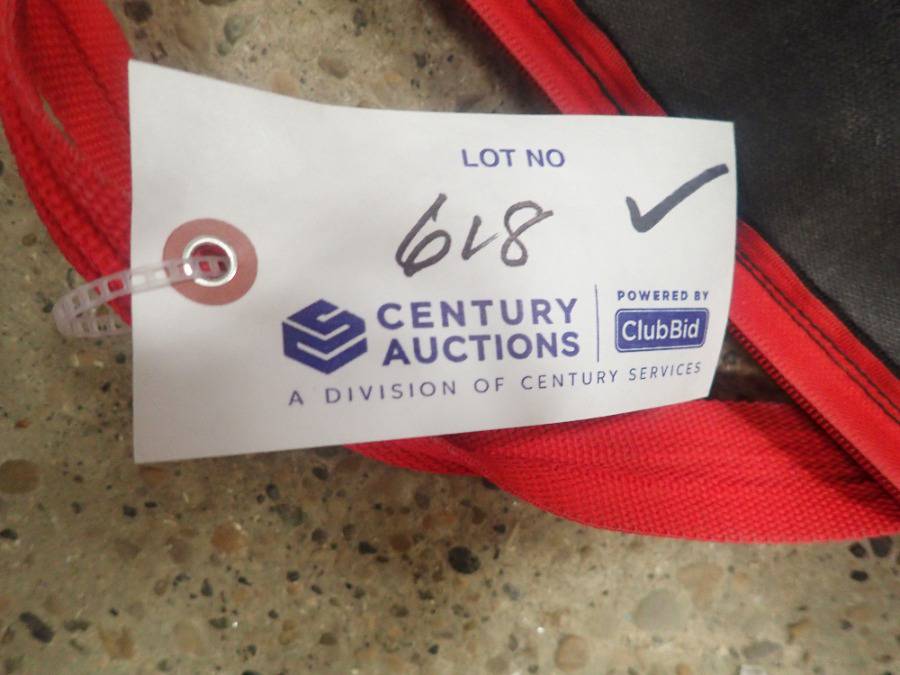 LOT NO
618 ✓
CENTURY
AUCTIONS
POWERED BY
ClubBid
A DIVISION OF CENTURY SERVICES